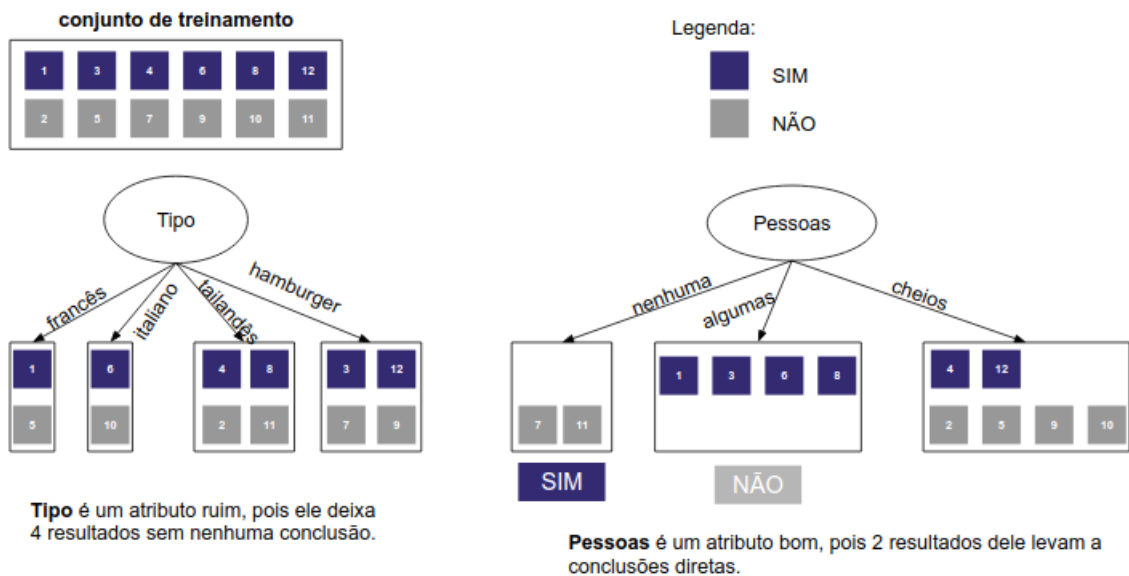 conjunto de treinamento
1 3 4 6 8 12
2 5 7 9 10 11
Legenda:
SIM
NÃO
Tipo
francês
italiano
tailandês
hamburger
1 6 4 8 3 12
5 10 2 11 7 9
Tipo é um atributo ruim, pois ele deixa
4 resultados sem nenhuma conclusão.
Pessoas
nenhuma
algumas
cheios
1 3 6 8 4 12
7 11 2 5 9 10
SIM
NÃO
Pessoas é um atributo bom, pois 2 resultados dele levam a
conclusões diretas.